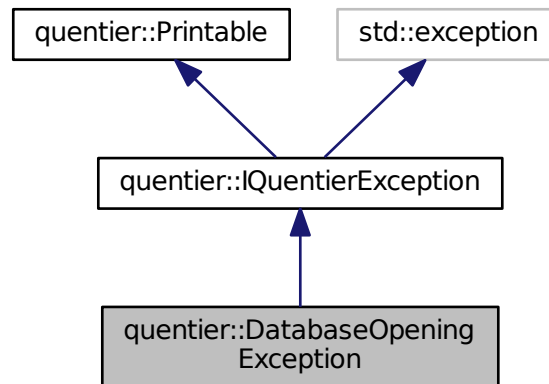 quentier::Printable
std::exception
quentier::IQuentierException
quentier::DatabaseOpening
Exception